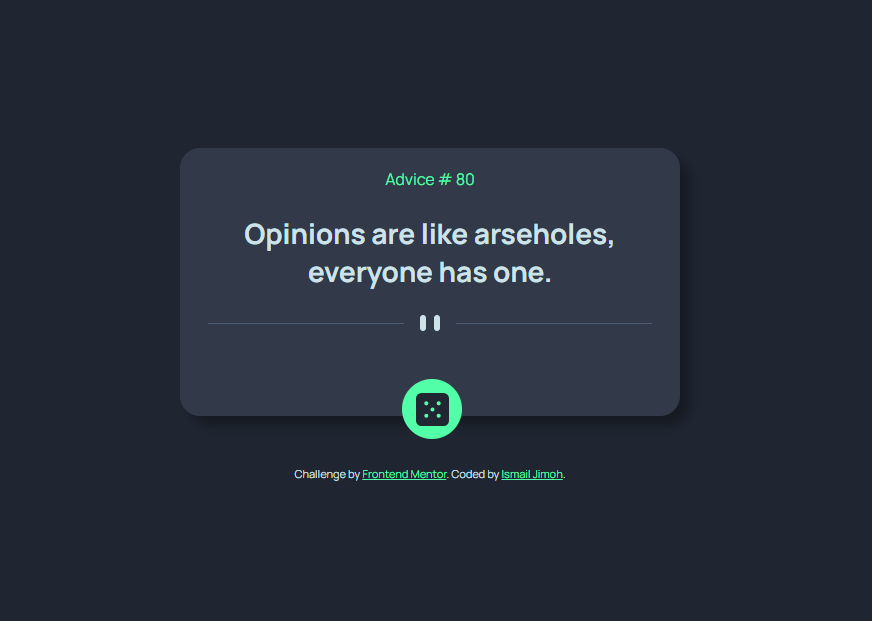 Advice # 80
Opinions are like arseholes,
everyone has one.
Challenge by Frontend Mentor. Coded by Ismail Jimoh.